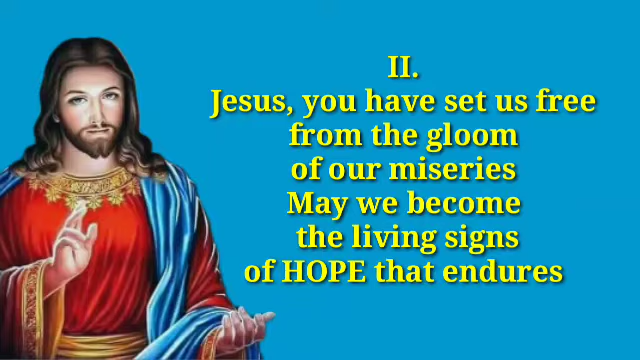 II.
Jesus, you have set us free
from the gloom
of our miseries
May we become
the living signs
of HOPE that endures